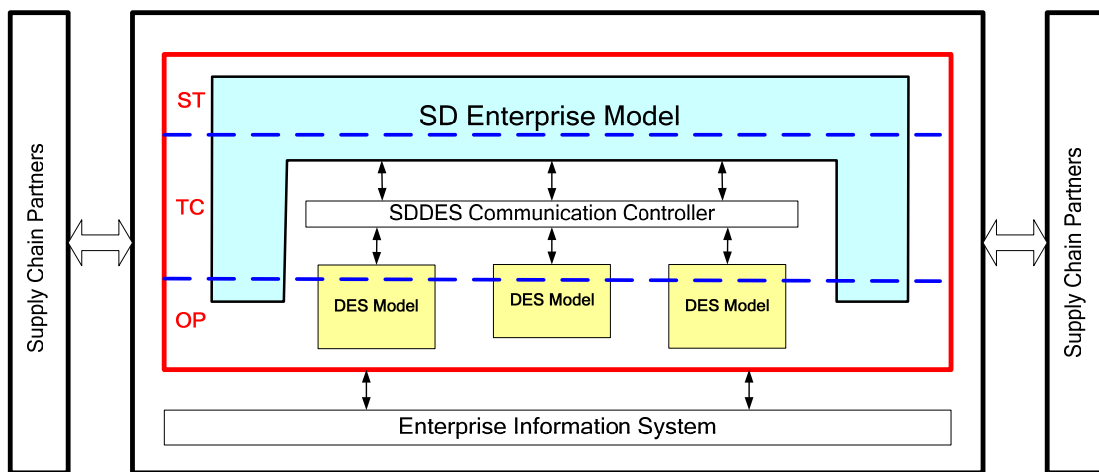 Supply Chain Partners
ST
SD Enterprise Model
TC
SDDES Communication Controller
DES Model
DES Model
DES Model
OP
Enterprise Information System
Supply Chain Partners